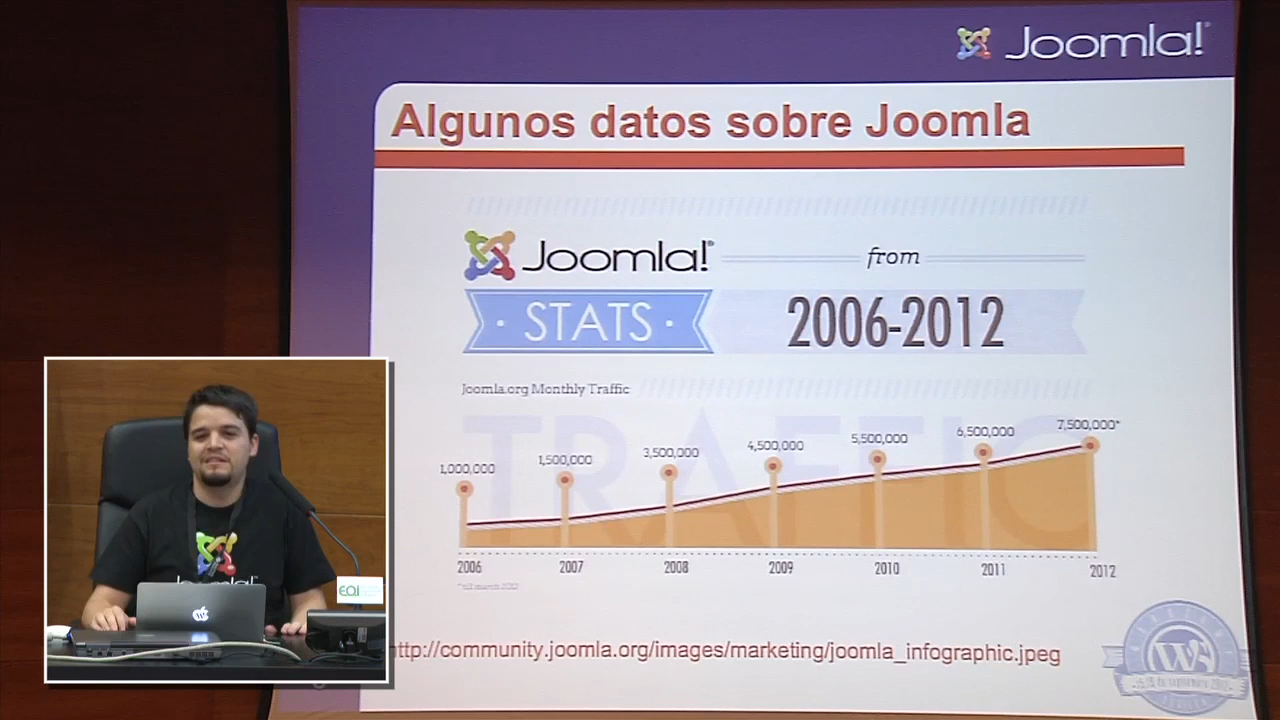 Joomla!
Algunos datos sobre Joomla
Joomla!® from
· STATS · 2006-2012
Joomla.org Monthly Traffic
TRAFFIC
1,000,000 1,500,000 3,500,000 4,500,000 5,500,000 6,500,000 7,500,000*
2006 2007 2008 2009 2010 2011 2012
http://community.joomla.org/images/marketing/joomla_infographic.jpeg
Joomla!
EOI
W